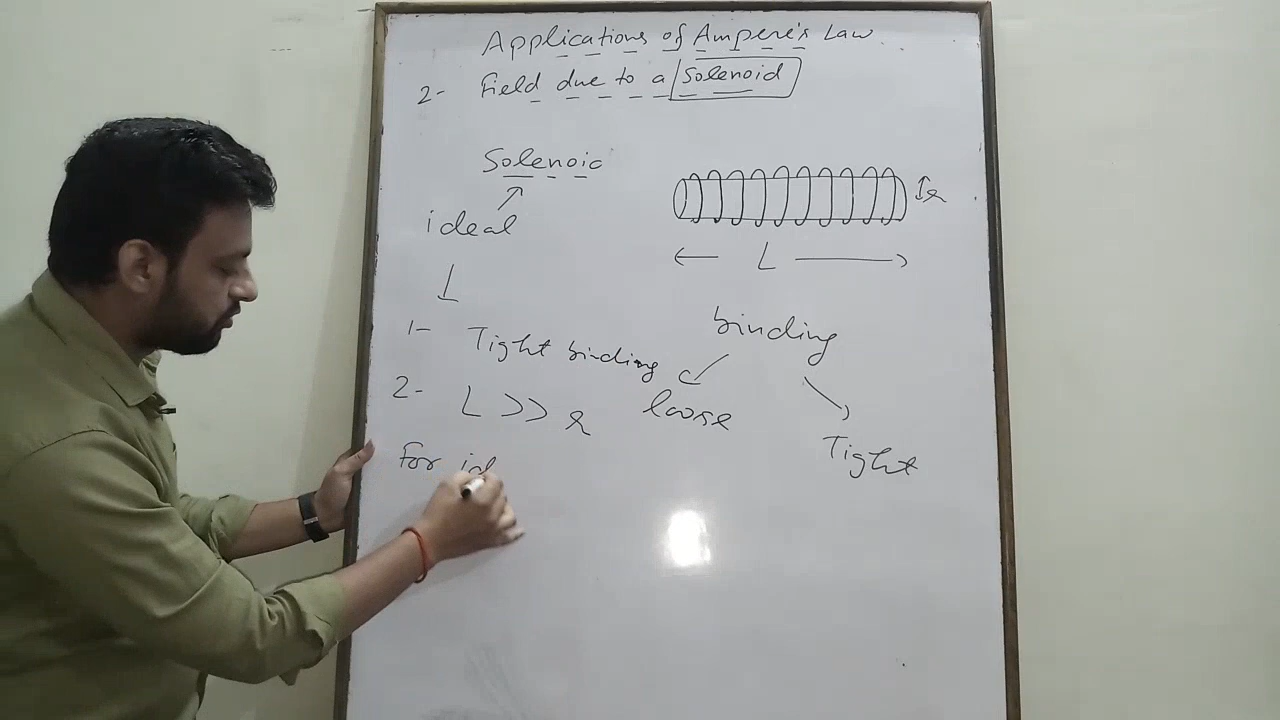 Applications of Ampere's Law
2- Field due to a Solenoid
Solenoid
ideal
r
L
1- Tight binding
2- L >> r
binding
loose
Tight
For id